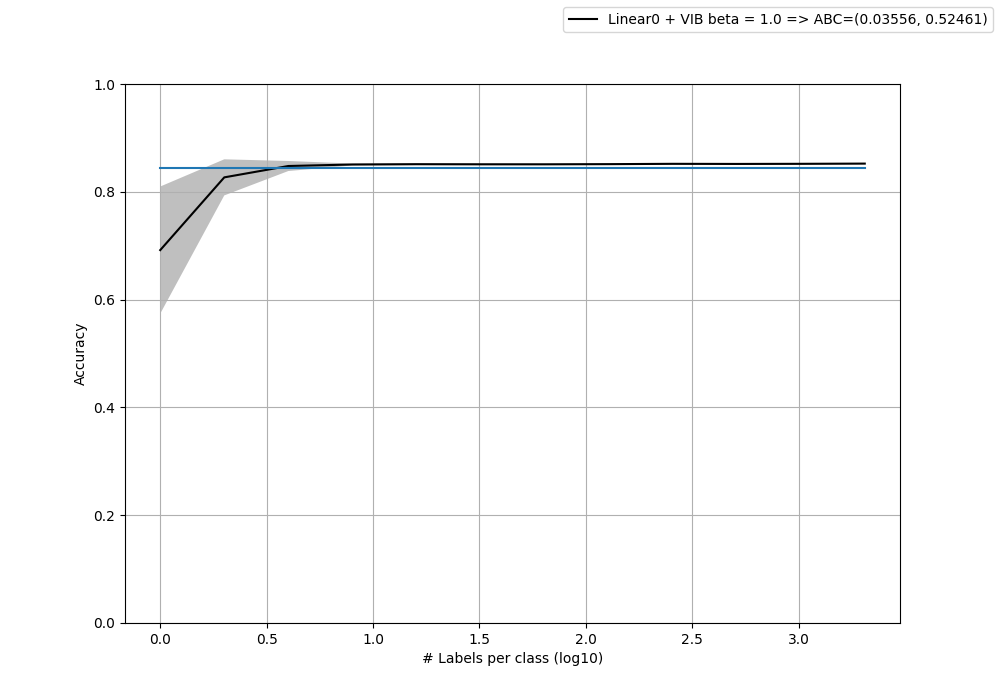 Linear0 + VIB beta = 1.0 => ABC=(0.03556, 0.52461)
1.0
0.8
0.6
0.4
0.2
0.0
Accuracy
0.0 0.5 1.0 1.5 2.0 2.5 3.0
# Labels per class (log10)